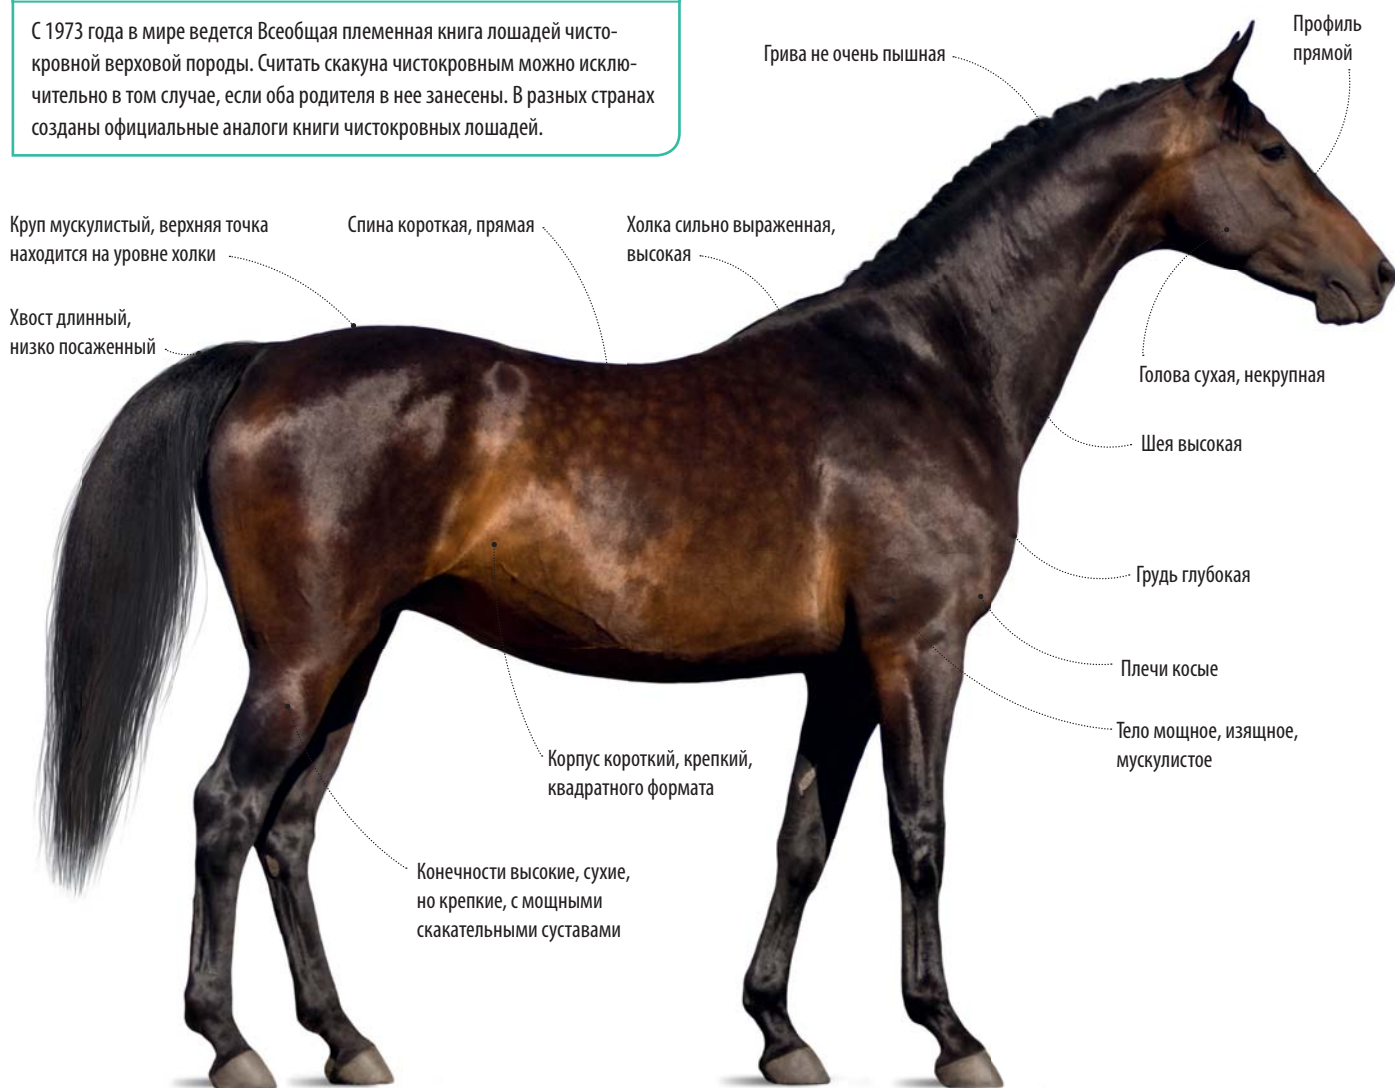 С 1973 года в мире ведется Всеобщая племенная книга лошадей чисто-
кровной верховой породы. Считать скакуна чистокровным можно исклю-
чительно в том случае, если оба родителя в нее занесены. В разных странах
созданы официальные аналоги книги чистокровных лошадей.
Грива не очень пышная
Профиль
прямой
Круп мускулистый, верхняя точка
находится на уровне холки
Спина короткая, прямая
Холка сильно выраженная,
высокая
Хвост длинный,
низко посаженный
Голова сухая, некрупная
Шея высокая
Грудь глубокая
Плечи косые
Тело мощное, изящное,
мускулистое
Корпус короткий, крепкий,
квадратного формата
Конечности высокие, сухие,
но крепкие, с мощными
скакательными суставами